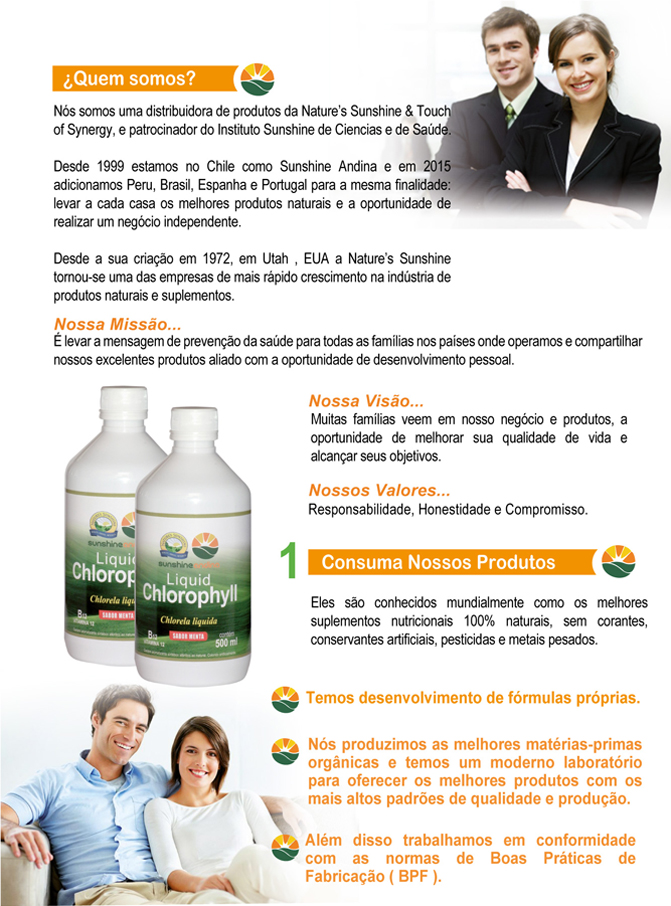 ¿Quem somos?
Nós somos uma distribuidora de produtos da Nature's Sunshine & Touch
of Synergy, e patrocinador do Instituto Sunshine de Ciencias e de Saúde.
Desde 1999 estamos no Chile como Sunshine Andina e em 2015
adicionamos Peru, Brasil, Espanha e Portugal para a mesma finalidade:
levar a cada casa os melhores produtos naturais e a oportunidade de
realizar um negócio independente.
Desde a sua criação em 1972, em Utah , EUA a Nature's Sunshine
tornou-se uma das empresas de mais rápido crescimento na indústria de
produtos naturais e suplementos.
Nossa Missão...
É levar a mensagem de prevenção da saúde para todas as famílias nos países onde operamos e compartilhar
nossos excelentes produtos aliado com a oportunidade de desenvolvimento pessoal.
Nossa Visão...
Muitas famílias veem em nosso negócio e produtos, a
oportunidade de melhorar sua qualidade de vida e
alcançar seus objetivos.
Nossos Valores...
Responsabilidade, Honestidade e Compromisso.
sunshine
Liquid
Chlorop
Chlorela líqu
B12
SABOR MENTA
sunshine
Liquid
Chlorophyll
Chlorela líquida
B12
SABOR MENTA
500 ml
1 Consuma Nossos Produtos
Eles são conhecidos mundialmente como os melhores
suplementos nutricionais 100% naturais, sem corantes,
conservantes artificiais, pesticidas e metais pesados.
Temos desenvolvimento de fórmulas próprias.
Nós produzimos as melhores matérias-primas
orgânicas e temos um moderno laboratório
para oferecer os melhores produtos com os
mais altos padrões de qualidade e produção.
Além disso trabalhamos em conformidade
com as normas de Boas Práticas de
Fabricação ( BPF ).